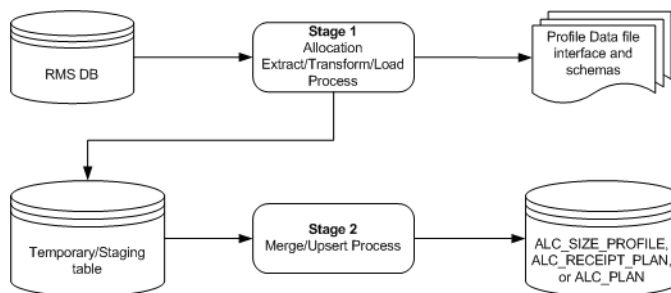 RMS DB
Stage 1
Allocation
Extract/Transform/Load
Process
Profile Data file
interface and
schemas
Temporary/Staging
table
Stage 2
Merge/Upsert Process
ALC_SIZE_PROFILE,
ALC_RECEIPT_PLAN,
or ALC_PLAN